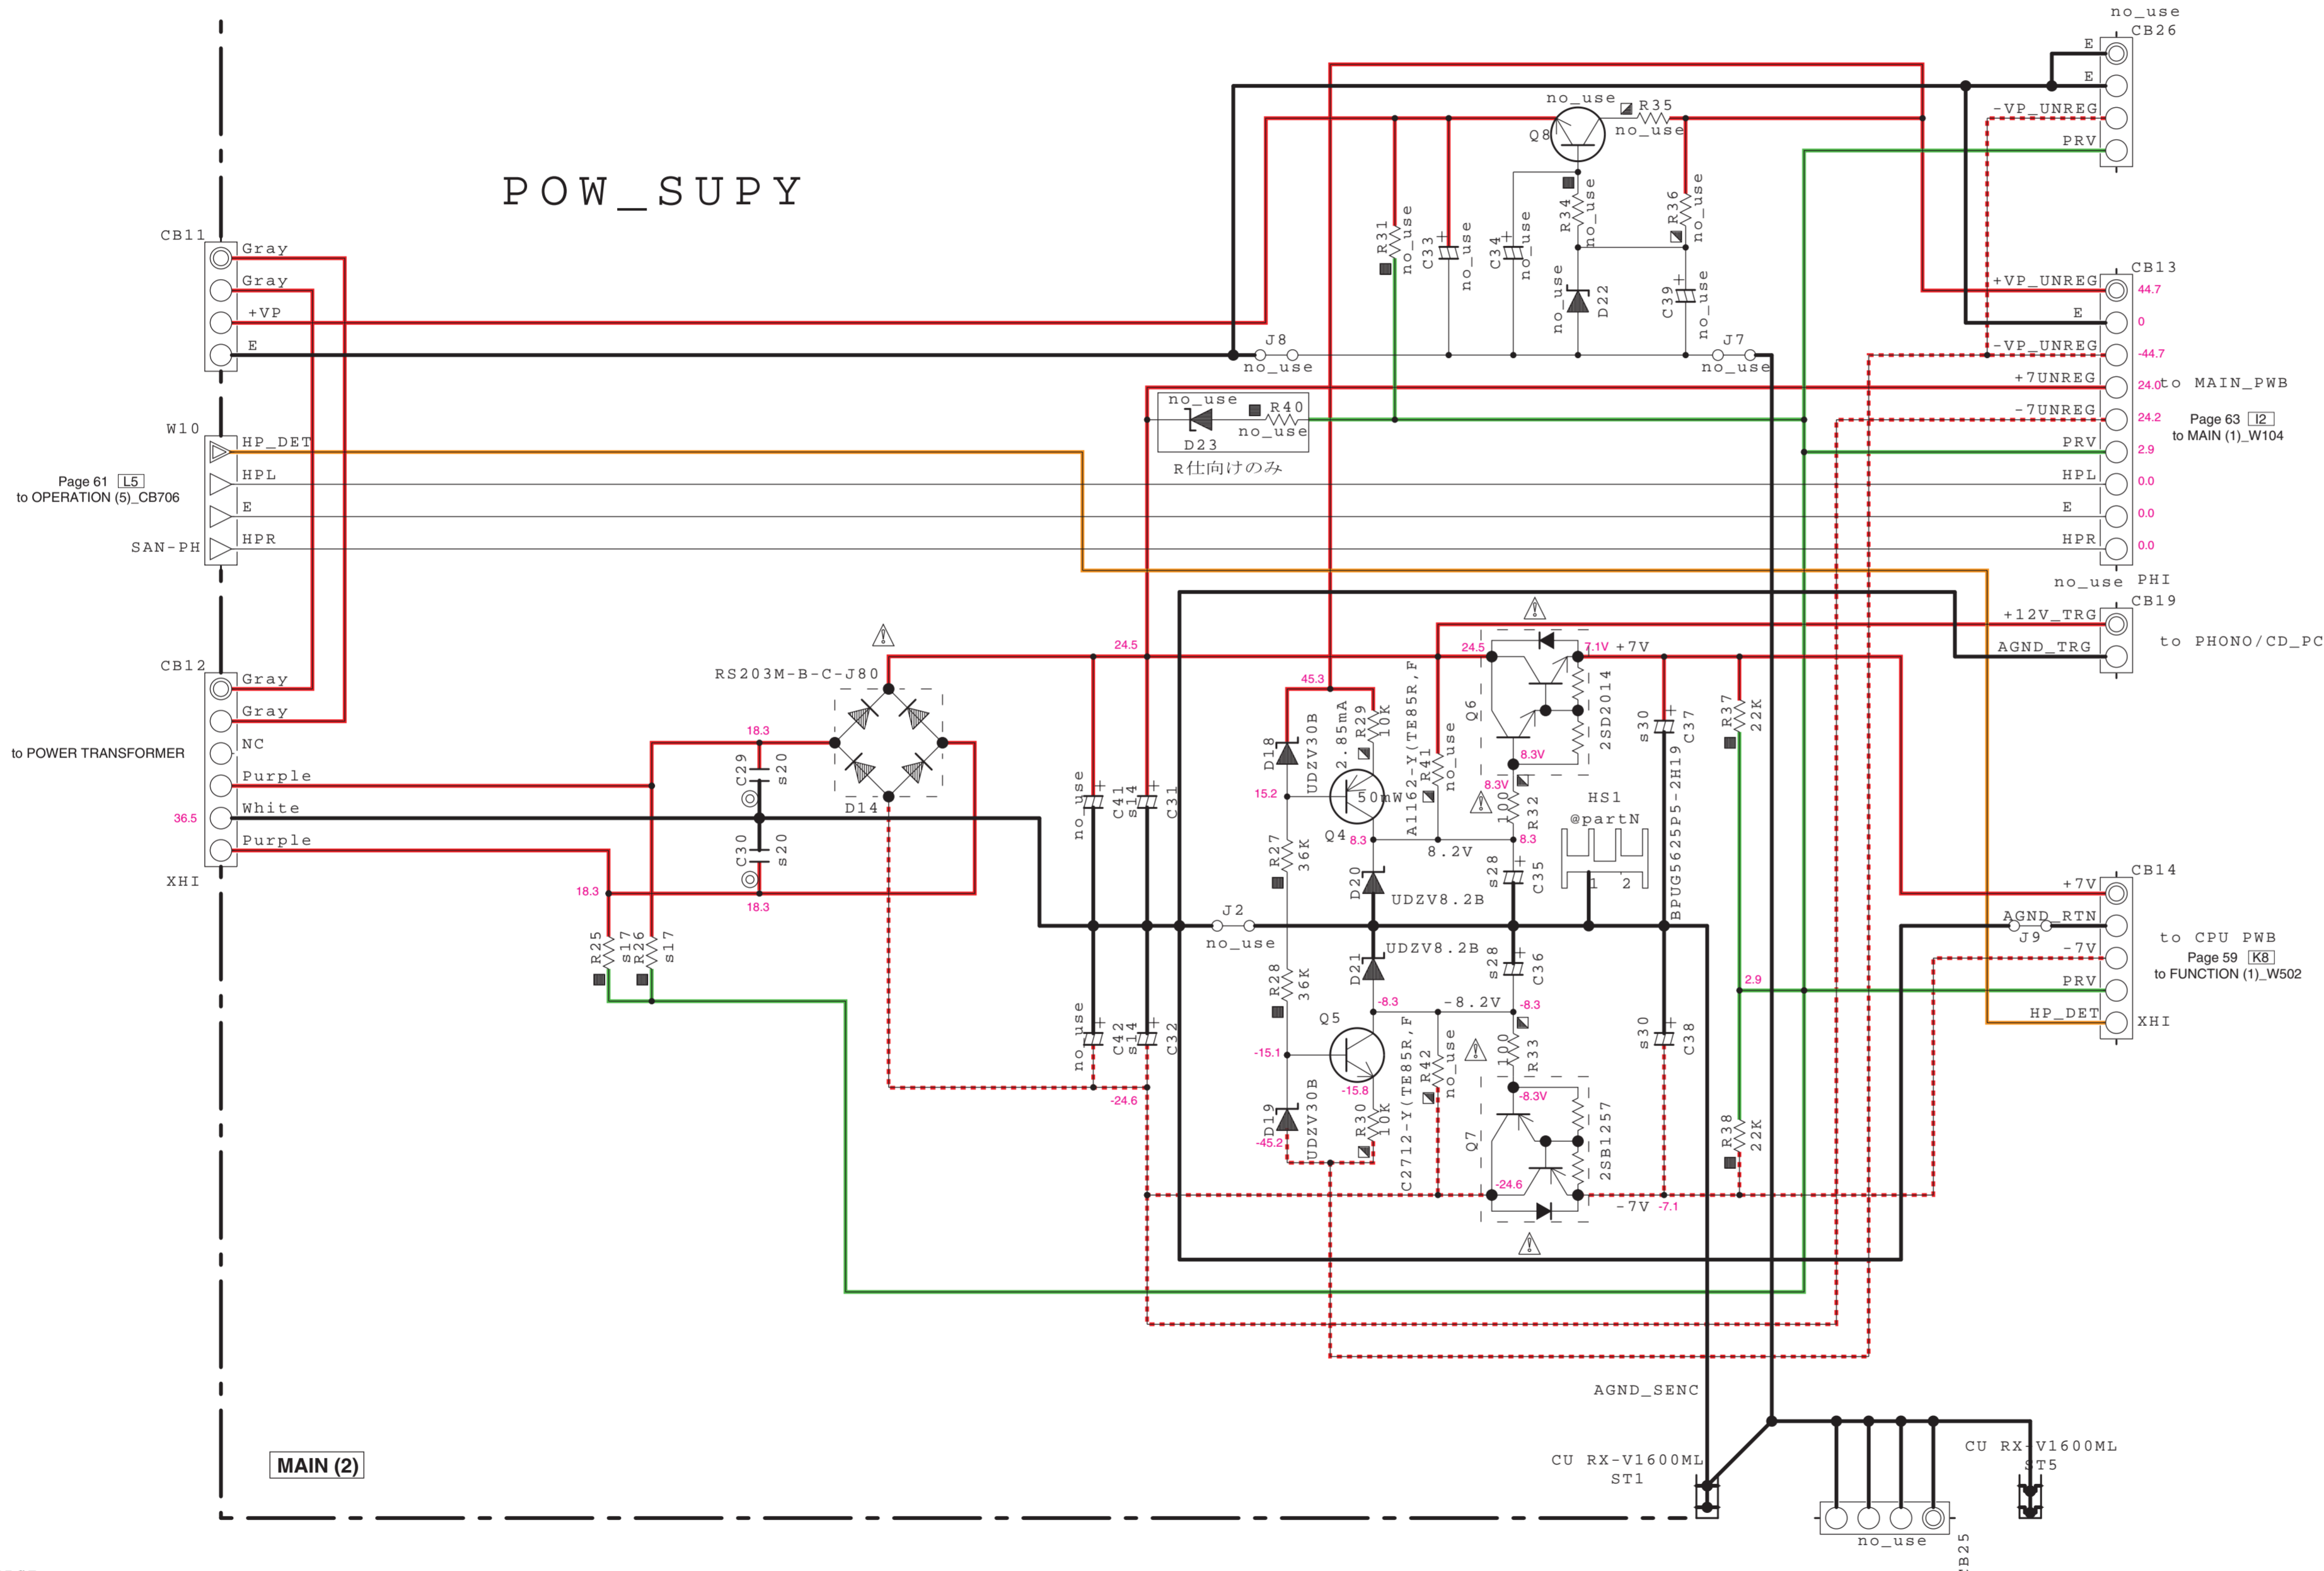 no_use
CB26
E
E
-VP_UNREG
PRV
POW_SUPY
no_use
R35
no_use
Q8
R34
no_use
R36
no_use
R31
no_use
C33
no_use
C34
no_use
no_use
D22
C39
no_use
J8
no_use
J7
no_use
CB11
Gray
Gray
+VP
E
CB13
+VP_UNREG
44.7
E
0
-VP_UNREG
-44.7
+7UNREG
24.0
to MAIN_PWB
-7UNREG
24.2
Page 63 I2
to MAIN (1)_W104
PRV
2.9
HPL
0.0
E
0.0
HPR
0.0
no_use PHI
no_use
R40
no_use
D23
R仕向けのみ
W10
HP_DET
HPL
E
HPR
Page 61 L5
to OPERATION (5)_CB706
SAN-PH
CB19
+12V_TRG
AGND_TRG
to PHONO/CD_PC
CB12
Gray
Gray
NC
Purple
White
Purple
to POWER TRANSFORMER
36.5
XHI
RS203M-B-C-J80
D14
18.3
C29
s20
C30
s20
18.3
18.3
R25
s17
R26
s17
24.5
no_use
C41
s14
C31
no_use
C42
s14
C32
-24.6
45.3
D18
UDZV30B
2.85mA
R29
10K
15.2
50mW
Q4
A1162-Y(TE85R,F
R41
no_use
8.3
8.2V
R27
36K
D20
UDZV8.2B
J2
no_use
UDZV8.2B
D21
R28
36K
-8.3
-8.2V
-8.3
Q5
-15.1
-15.8
D19
UDZV30B
-45.2
R30
10K
C2712-Y(TE85R,F
R42
no_use
24.5
7.1V
+7V
Q6
2SD2014
8.3V
8.3V
100
R32
8.3
s28
C35
s28
C36
100
R33
-8.3V
Q7
2SB1257
-24.6
-7V
-7.1
HS1
@partN
1
2
BPUG5625P5-2H19
s30
C37
s30
C38
R37
22K
2.9
R38
22K
CB14
+7V
AGND_RTN
J9
-7V
PRV
HP_DET
XHI
to CPU PWB
Page 59 K8
to FUNCTION (1)_W502
AGND_SENC
CU RX-V1600ML
ST1
CU RX-V1600ML
ST5
no_use
MAIN (2)